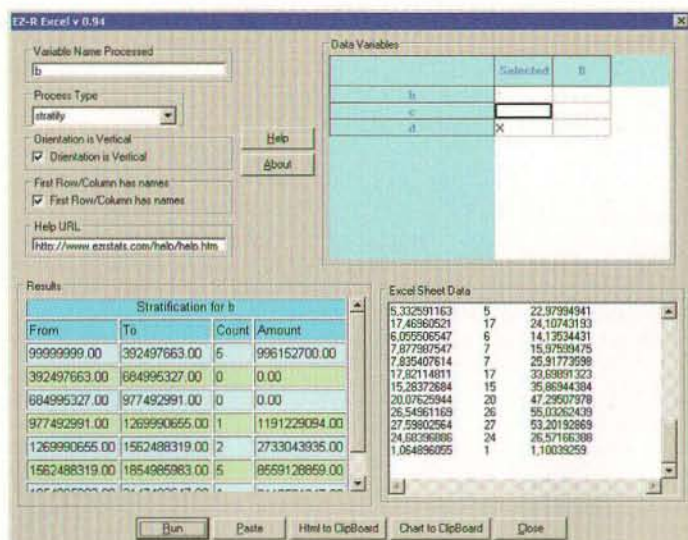 EZ-R Excel v 0.94
Variable Name Processed
b
Process Type
stratify
Orientation is Vertical
Orientation is Vertical
First Row/Column has names
First Row/Column has names
Help URL
http://www.ezrstats.com/help/help.htm
Help
About
Data Variables
Selected B
b
c
d X
Results
Stratification for b
From To Count Amount
99999999.00 392497663.00 5 996152700.00
392497663.00 684995327.00 0 0.00
684995327.00 977492991.00 0 0.00
977492991.00 1269990655.00 1 1191229094.00
1269990655.00 1562488319.00 2 2733043935.00
1562488319.00 1854985983.00 5 8559128859.00
Excel Sheet Data
5,332591163 5 22,97994941
17,46960521 17 24,10743193
6,055506547 6 14,13534431
7,877987547 7 15,97599475
7,835407614 7 25,91773598
17,82114811 17 33,69891323
15,28372684 15 35,86944384
20,07625944 20 47,29507978
26,54961169 26 55,03262439
27,59802564 27 53,20192869
24,68396886 24 26,57166388
1,064896055 1 1,10039259
Run Paste Html to ClipBoard Chart to ClipBoard Close